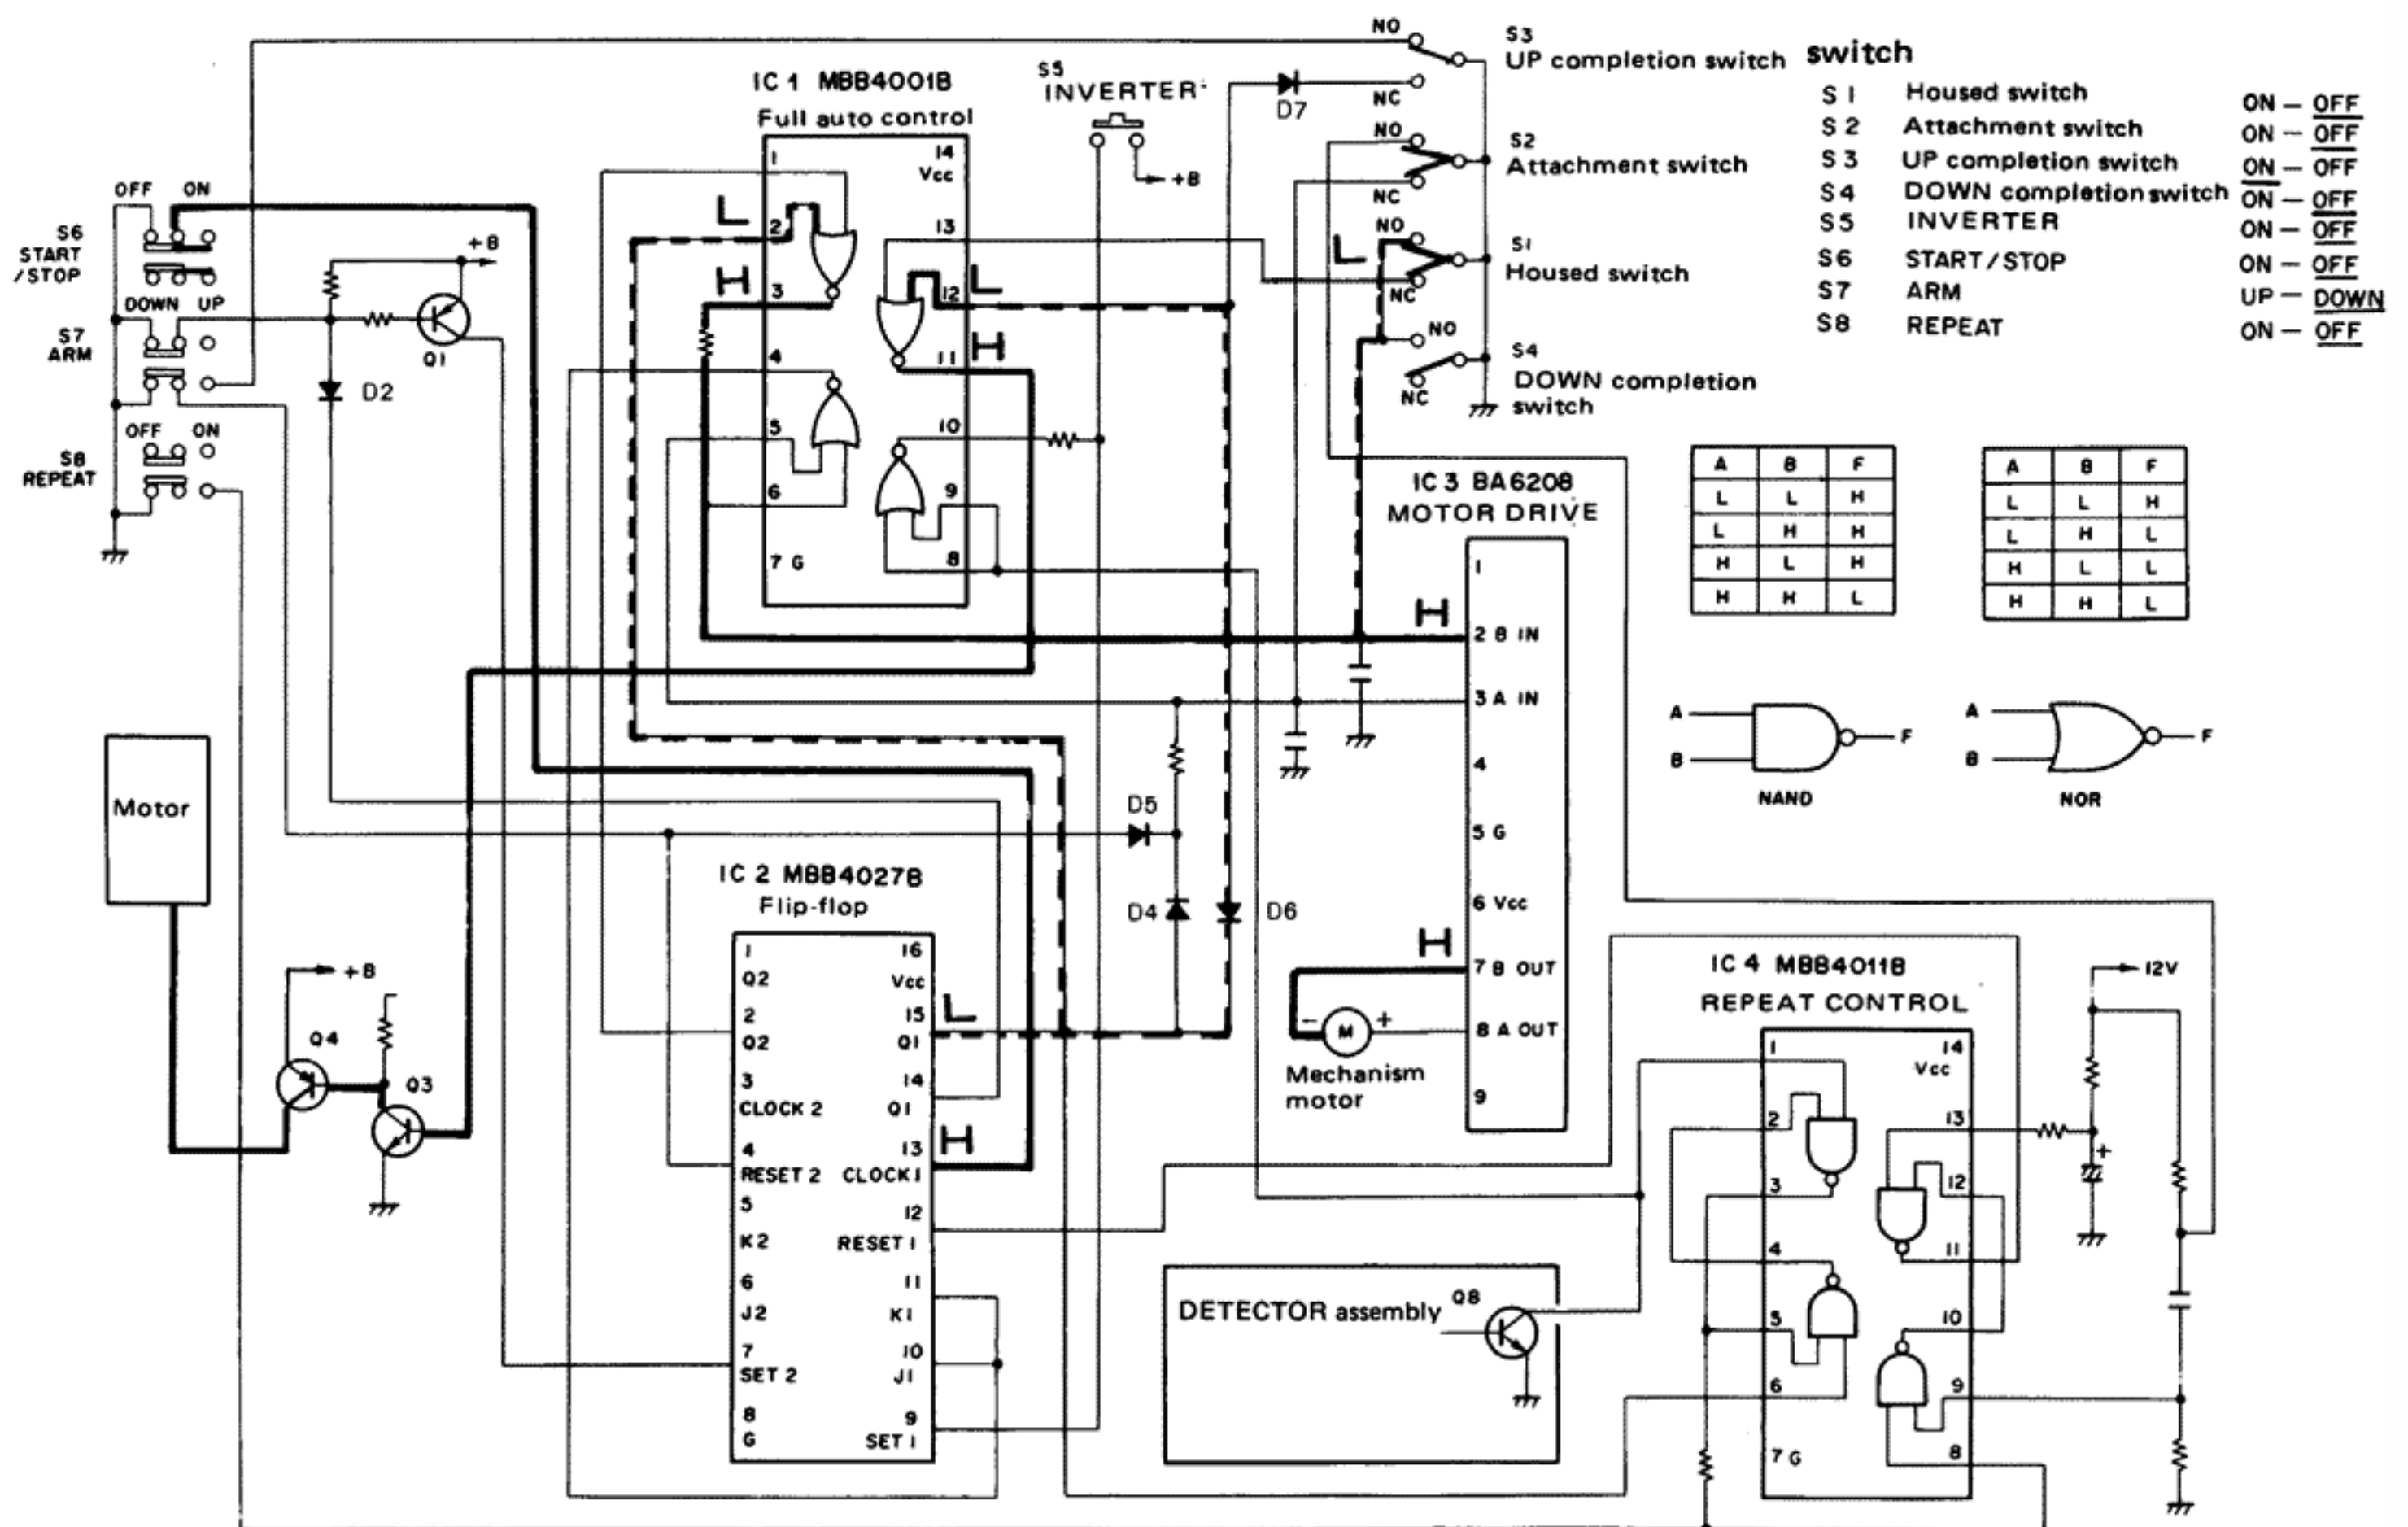 NO
S3
UP completion switch
NC
D7
NO
S2
Attachment switch
NC
NO
L
S1
Housed switch
NC
NO
S4
DOWN completion
switch
NC
switch
S1 Housed switch ON – OFF
S2 Attachment switch ON – OFF
S3 UP completion switch ON – OFF
S4 DOWN completion switch ON – OFF
S5 INVERTER ON – OFF
S6 START/STOP ON – OFF
S7 ARM UP – DOWN
S8 REPEAT ON – OFF
IC 1 MBB4001B
Full auto control
1
14
Vcc
L
2
13
H
3
L
12
4
11
H
5
10
6
9
7 G
8
S5
INVERTER
+B
OFF ON
S6
START
/STOP
+B
DOWN UP
S7
ARM
Q1
D2
OFF ON
S8
REPEAT
A B F
L L H
L H H
H L H
H H L
A B F
L L H
L H L
H L L
H H L
A
B
F
NAND
A
B
F
NOR
IC 3 BA6208
MOTOR DRIVE
1
H
2 B IN
3 A IN
4
5 G
6 Vcc
H
7 B OUT
8 A OUT
9
–
M
+
Mechanism
motor
D5
D4
D6
Motor
+B
Q4
Q3
IC 2 MBB4027B
Flip-flop
1
Q2
16
Vcc
2
Q2
L
15
Q1
3
CLOCK 2
14
Q1
4
RESET 2
H
13
CLOCK 1
5
K2
12
RESET 1
6
J2
11
K1
7
SET 2
10
J1
8
G
9
SET 1
DETECTOR assembly
Q8
IC 4 MBB4011B
REPEAT CONTROL
12V
+
1
14
Vcc
2
13
3
12
4
11
5
10
6
9
7 G
8